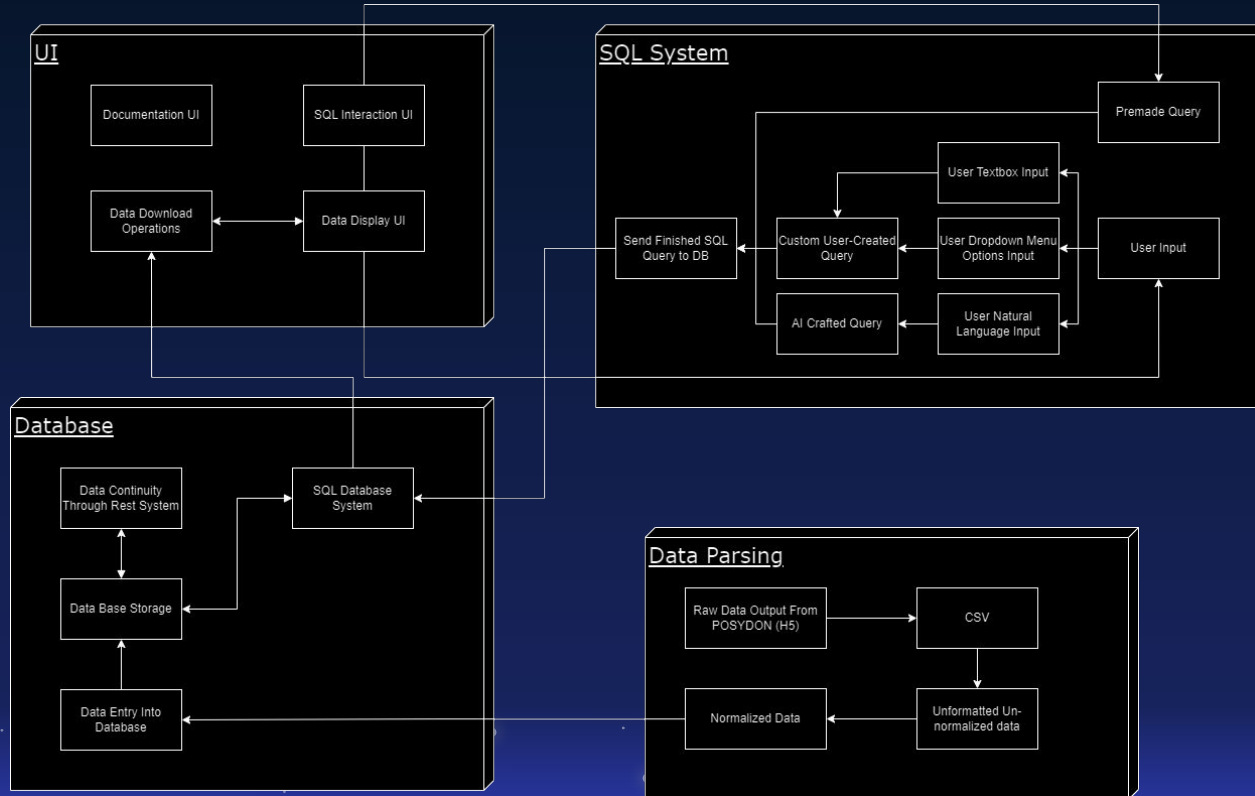 UI
Documentation UI
SQL Interaction UI
Data Download
Operations
Data Display UI
SQL System
Premade Query
User Textbox Input
Send Finished SQL
Query to DB
Custom User-Created
Query
User Dropdown Menu
Options Input
User Input
AI Crafted Query
User Natural
Language Input
Database
Data Continuity
Through Rest System
SQL Database
System
Data Base Storage
Data Entry Into
Database
Data Parsing
Raw Data Output From
POSYDON (H5)
CSV
Normalized Data
Unformatted Un-
normalized data